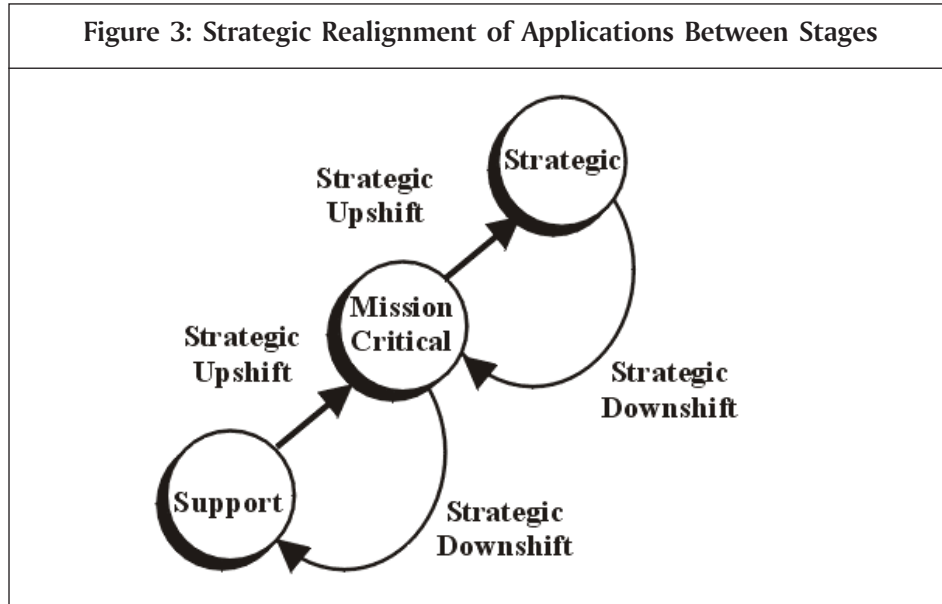 Figure 3: Strategic Realignment of Applications Between Stages
Strategic
Strategic
Upshift
Mission
Critical
Strategic
Upshift
Strategic
Downshift
Support
Strategic
Downshift